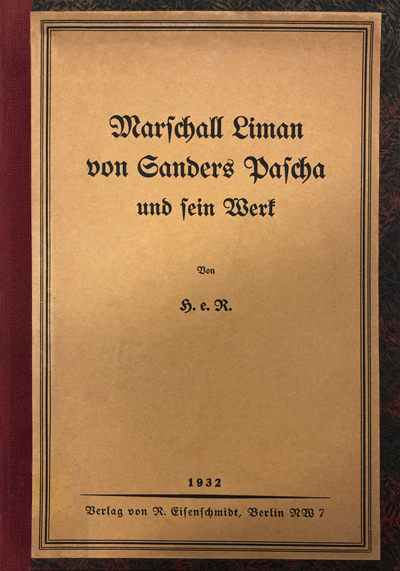 Marschall Liman
von Sanders Pascha
und sein Werk
Von
H. e. R.
1932
Verlag von R. Eisenschmidt, Berlin NW 7